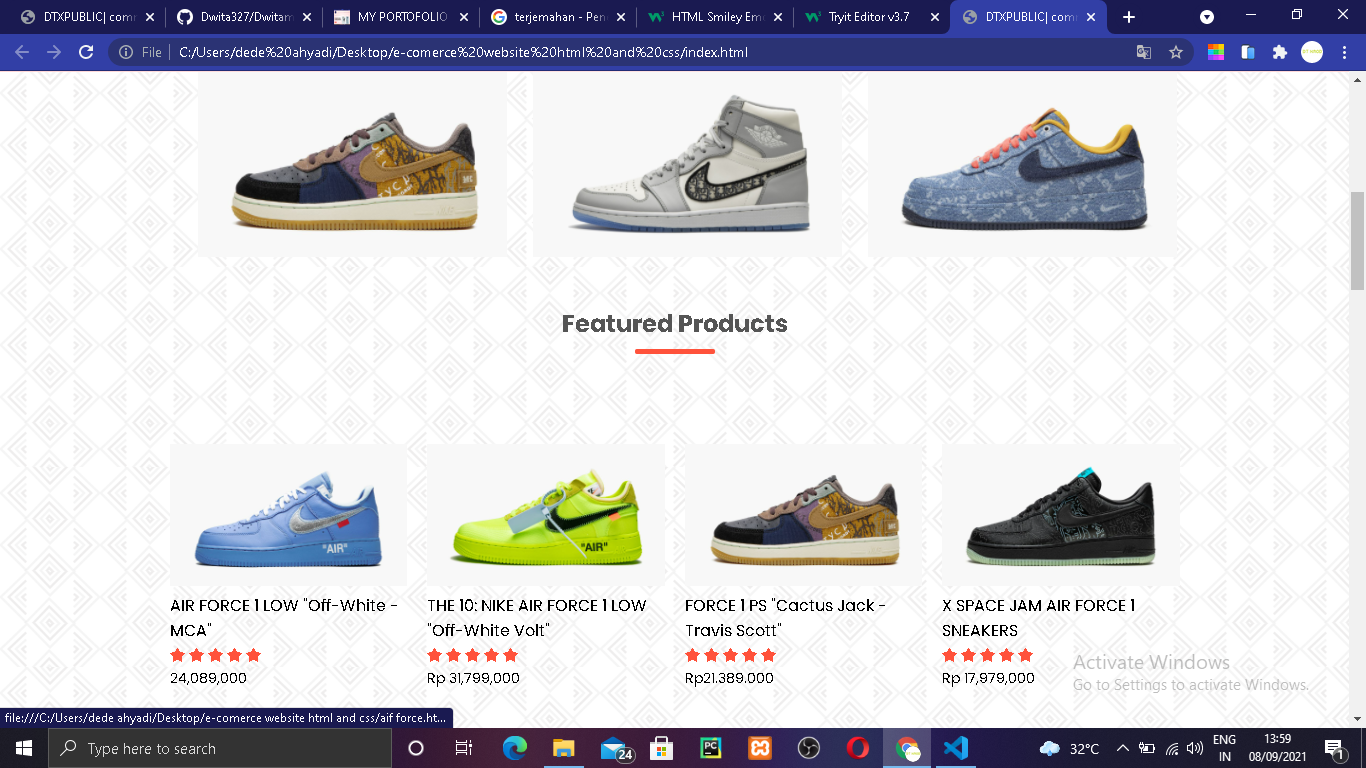 DTXPUBLIC| comm
Dwita327/Dwitam
MY PORTOFOLIO
terjemahan - Pen
HTML Smiley Em
Tryit Editor v3.7
DTXPUBLIC| com
File
C:/Users/dede%20ahyadi/Desktop/e-comerce%20website%20html%20and%20css/index.html
Featured Products
"AIR"
"AIR"
AIR FORCE 1 LOW "Off-White - MCA"
THE 10: NIKE AIR FORCE 1 LOW "Off-White Volt"
FORCE 1 PS "Cactus Jack - Travis Scott"
X SPACE JAM AIR FORCE 1 SNEAKERS
24,089,000
Rp 31,799,000
Rp21.389.000
Rp 17,979,000
Activate Windows
Go to Settings to activate Windows.
file:///C:/Users/dede ahyadi/Desktop/e-comerce website html and css/aif force.ht...
Type here to search
24
PC
32°C
ENG
IN
13:59
08/09/2021
1